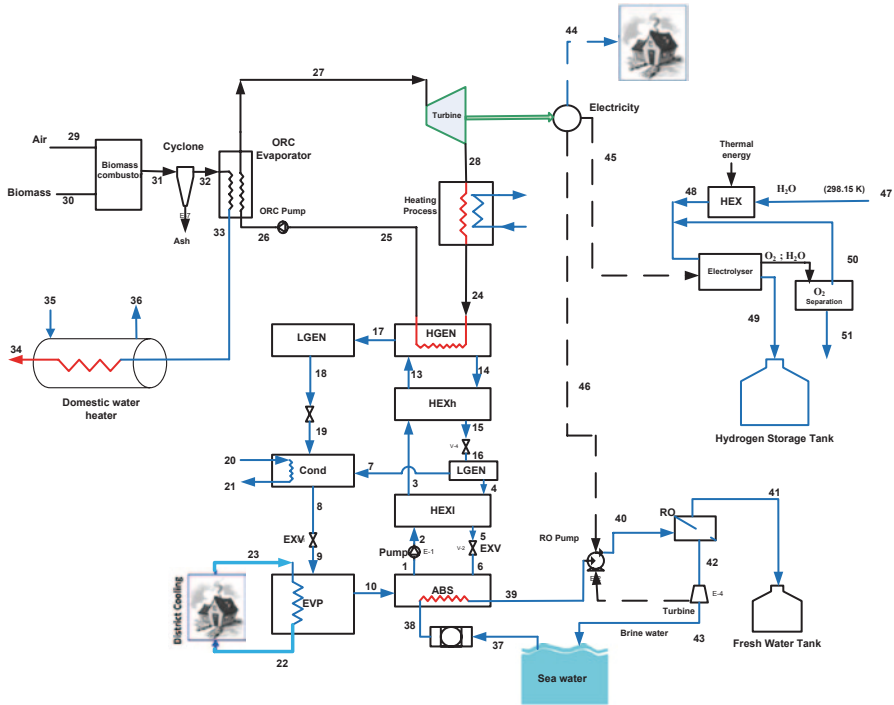 44
27
Turbine
Electricity
Air
29
Cyclone
ORC
Evaporator
Biomass
combustor
31
32
28
45
Thermal
energy
Biomass
30
Ash
33
ORC Pump
26
25
Heating
Process
48
HEX
H₂O
(298.15 K)
47
O₂ ; H₂O
50
Electrolyser
O₂
Separation
49
51
35
36
24
34
Domestic water
heater
LGEN
17
HGEN
18
13
14
46
HEXh
19
15
V-4
16
Hydrogen Storage Tank
20
Cond
21
7
LGEN
3
4
8
HEXl
EXV
9
2
Pump
E-1
5
V-2
EXV
1
6
RO Pump
40
RO
41
42
23
District Cooling
EVP
10
ABS
39
E-4
Turbine
43
22
38
37
Brine water
Fresh Water Tank
Sea water